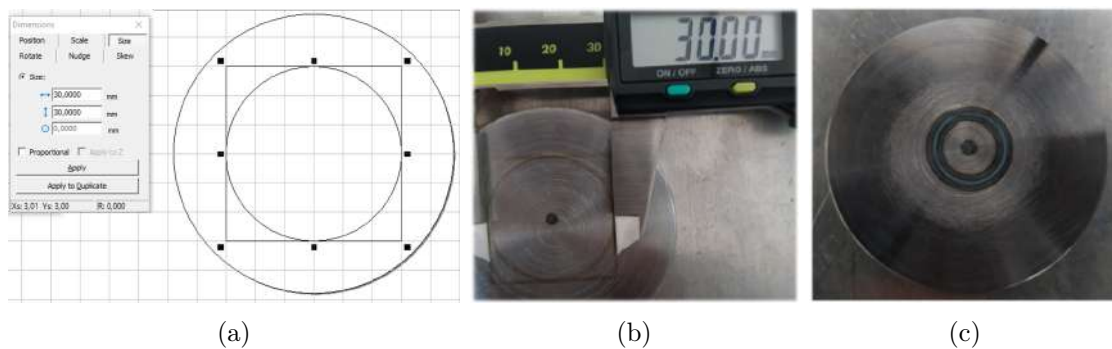 Dimensions
Position Scale Size
Rotate Nudge Skew
Size:
30,0000 mm
30,0000 mm
0,0000 mm
Proportional Apply to Z
Apply
Apply to Duplicate
Xs: 3,01 Ys: 3,00 R: 0,000
10 20 30
30.00
ON / OFF ZERO / ABS
(a) (b) (c)